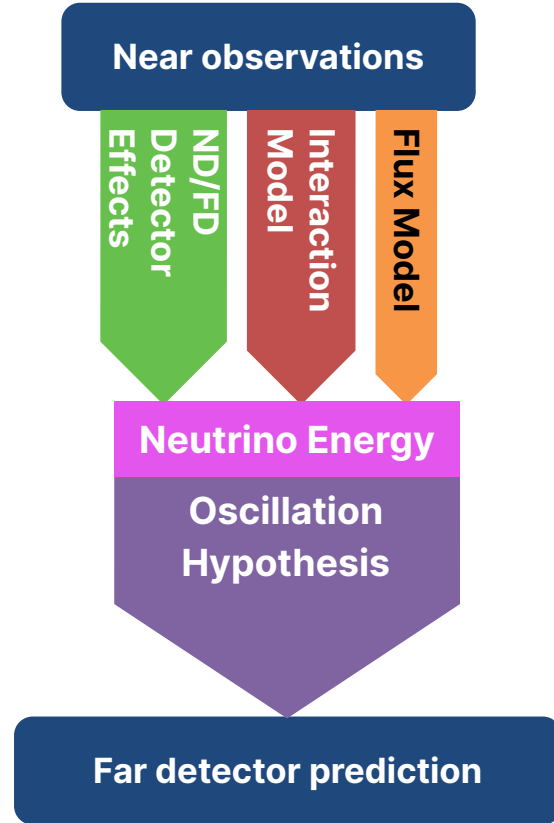 Near observations
ND/FD
Detector
Effects
Interaction
Model
Flux Model
Neutrino Energy
Oscillation
Hypothesis
Far detector prediction